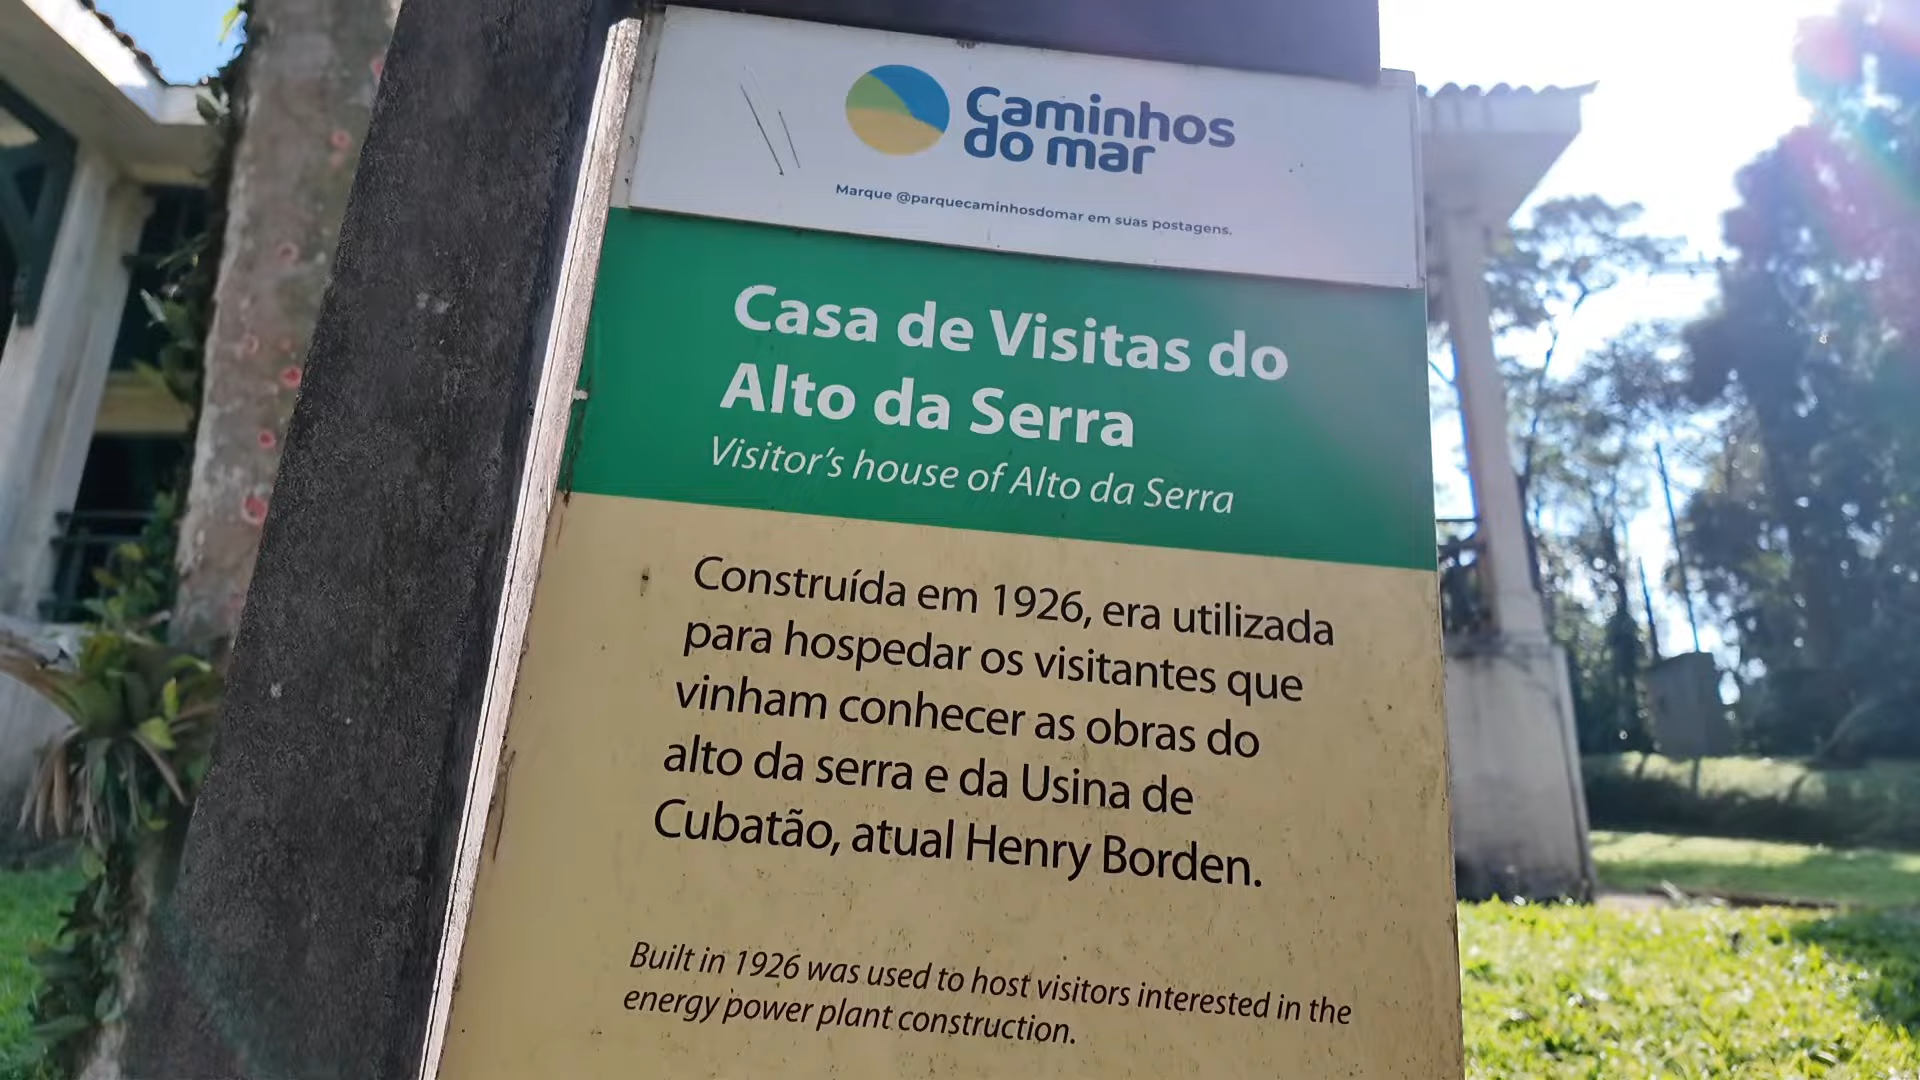 Caminhos
do mar
Marque @parquecaminhosdomar em suas postagens.
Casa de Visitas do
Alto da Serra
Visitor's house of Alto da Serra
Construída em 1926, era utilizada
para hospedar os visitantes que
vinham conhecer as obras do
alto da serra e da Usina de
Cubatão, atual Henry Borden.
Built in 1926 was used to host visitors interested in the
energy power plant construction.